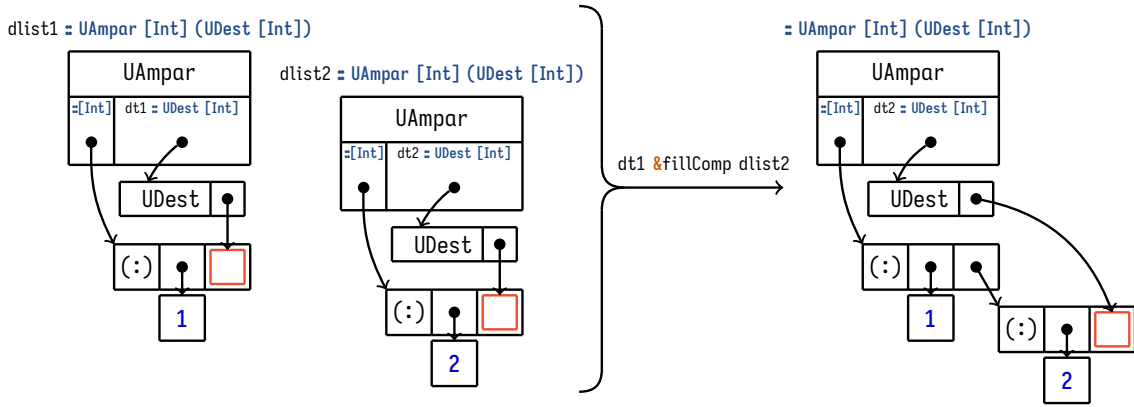 dlist1 :: UAmpar [Int] (UDest [Int])
UAmpar
::[Int] dt1 :: UDest [Int]
UDest
(:)
1
dlist2 :: UAmpar [Int] (UDest [Int])
UAmpar
::[Int] dt2 :: UDest [Int]
UDest
(:)
2
dt1 &fillComp dlist2
:: UAmpar [Int] (UDest [Int])
UAmpar
::[Int] dt2 :: UDest [Int]
UDest
(:)
1
(:)
2